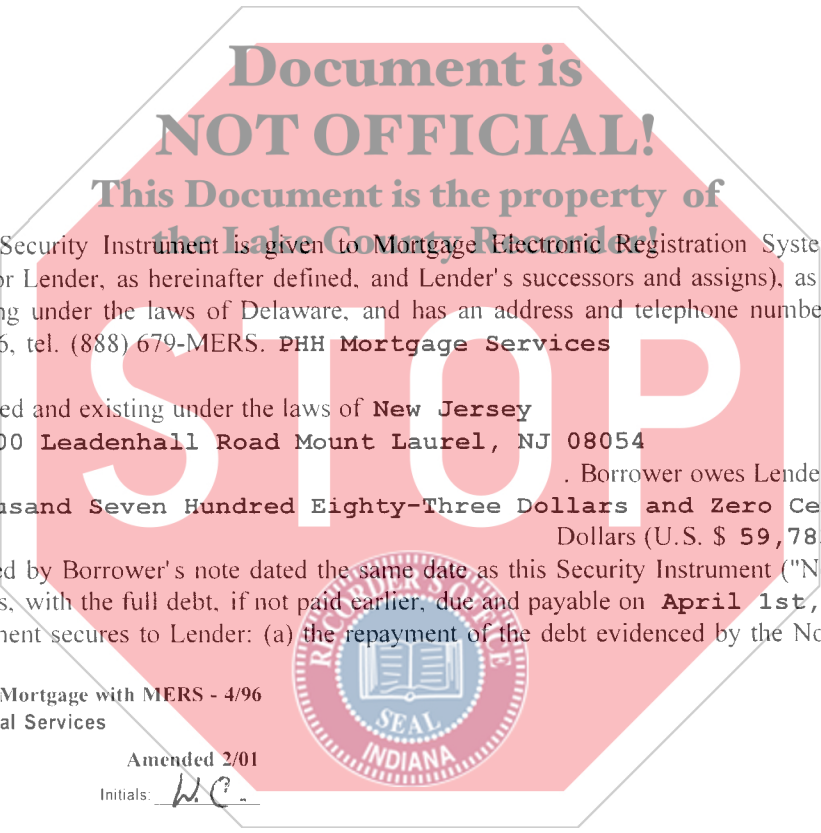 Document is
NOT OFFICIAL!
This Document is the property of
the Lake County Recorder!
Security Instrument is given to Mortgage Electronic Registration Syste
or Lender, as hereinafter defined, and Lender's successors and assigns), as
ng under the laws of Delaware, and has an address and telephone numbe
6, tel. (888) 679-MERS. PHH Mortgage Services
ed and existing under the laws of New Jersey
00 Leadenhall Road Mount Laurel, NJ 08054
. Borrower owes Lende
usand Seven Hundred Eighty-Three Dollars and Zero Ce
Dollars (U.S. $ 59,78
ed by Borrower's note dated the same date as this Security Instrument ("N
s, with the full debt, if not paid earlier, due and payable on April 1st,
ment secures to Lender: (a) the repayment of the debt evidenced by the No
STOP
RECORDER'S OFFICE
SEAL
INDIANA
Mortgage with MERS - 4/96
al Services
Amended 2/01
Initials: W.C.